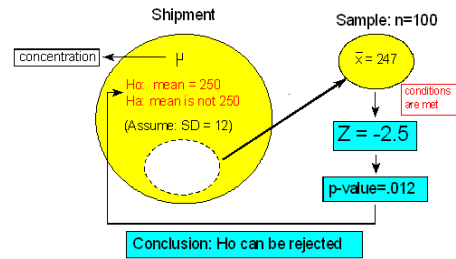 Shipment
Sample: n=100
concentration
μ
x̄ = 247
Ho: mean = 250
Ha: mean is not 250
conditions
are met
(Assume: SD = 12)
Z = -2.5
p-value=.012
Conclusion: Ho can be rejected